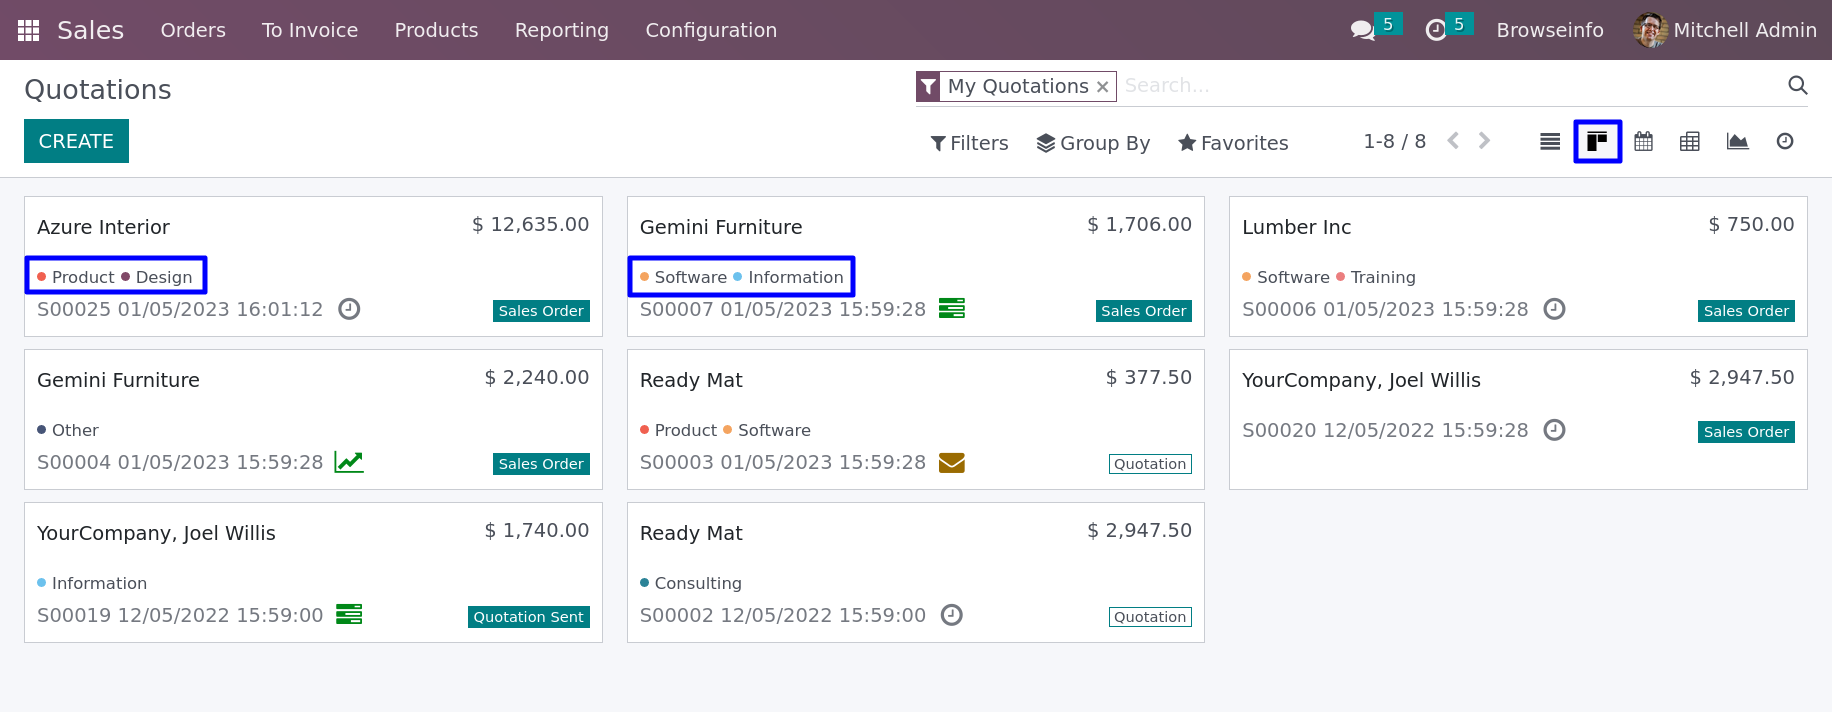 Sales Orders To Invoice Products Reporting Configuration 5 5 Browseinfo Mitchell Admin
Quotations
My Quotations × Search...
CREATE
Filters Group By Favorites 1-8 / 8
Azure Interior $ 12,635.00
Product Design
S00025 01/05/2023 16:01:12 Sales Order
Gemini Furniture $ 1,706.00
Software Information
S00007 01/05/2023 15:59:28 Sales Order
Lumber Inc $ 750.00
Software Training
S00006 01/05/2023 15:59:28 Sales Order
Gemini Furniture $ 2,240.00
Other
S00004 01/05/2023 15:59:28 Sales Order
Ready Mat $ 377.50
Product Software
S00003 01/05/2023 15:59:28 Quotation
YourCompany, Joel Willis $ 2,947.50
S00020 12/05/2022 15:59:28 Sales Order
YourCompany, Joel Willis $ 1,740.00
Information
S00019 12/05/2022 15:59:00 Quotation Sent
Ready Mat $ 2,947.50
Consulting
S00002 12/05/2022 15:59:00 Quotation